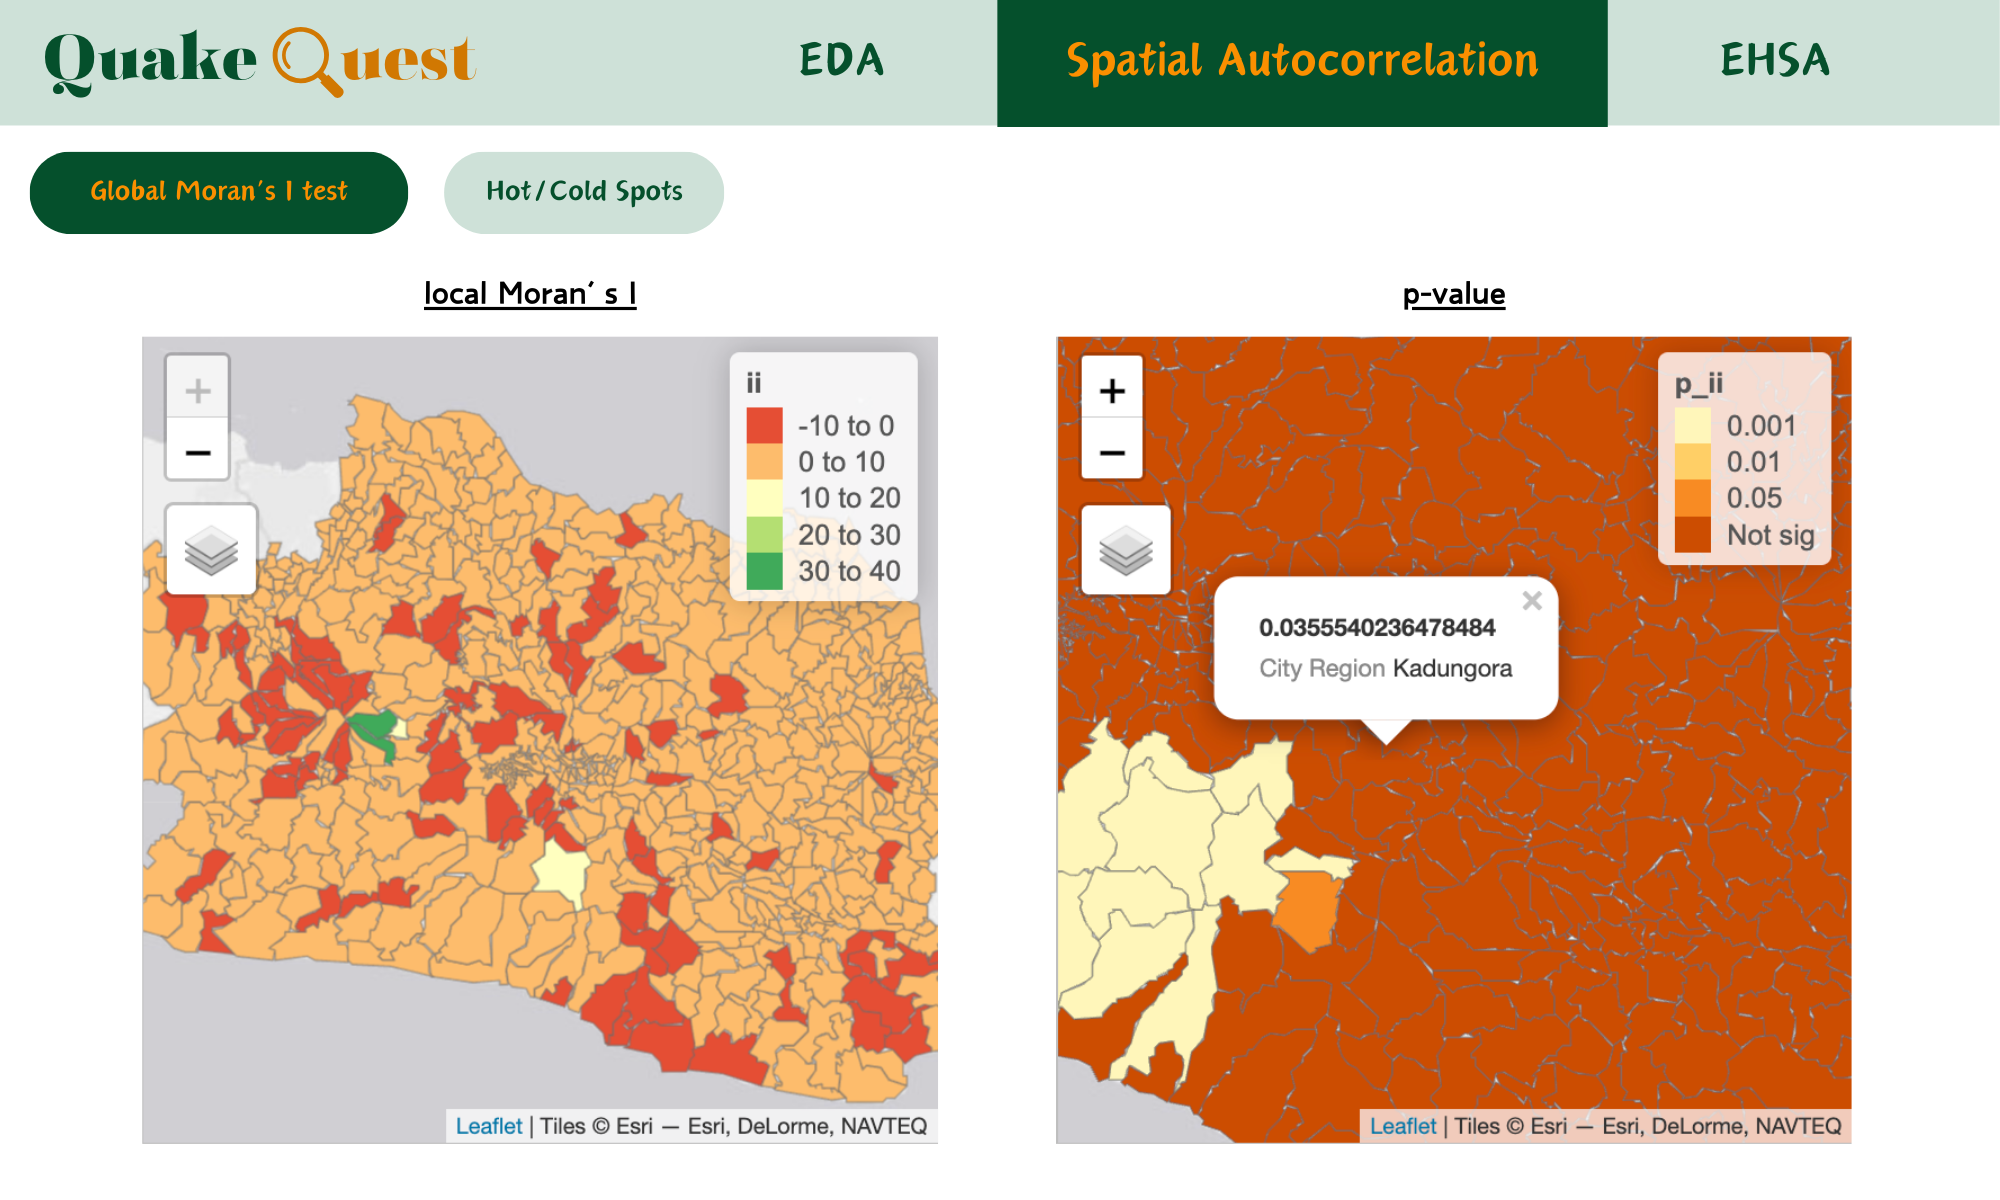 Quake Quest
EDA
Spatial Autocorrelation
EHSA
Global Moran's I test
Hot/Cold Spots
local Moran' s I
p-value
+
−
ii
-10 to 0
0 to 10
10 to 20
20 to 30
30 to 40
Leaflet | Tiles © Esri — Esri, DeLorme, NAVTEQ
+
−
p_ii
0.001
0.01
0.05
Not sig
×
0.0355540236478484
City Region Kadungora
Leaflet | Tiles © Esri — Esri, DeLorme, NAVTEQ